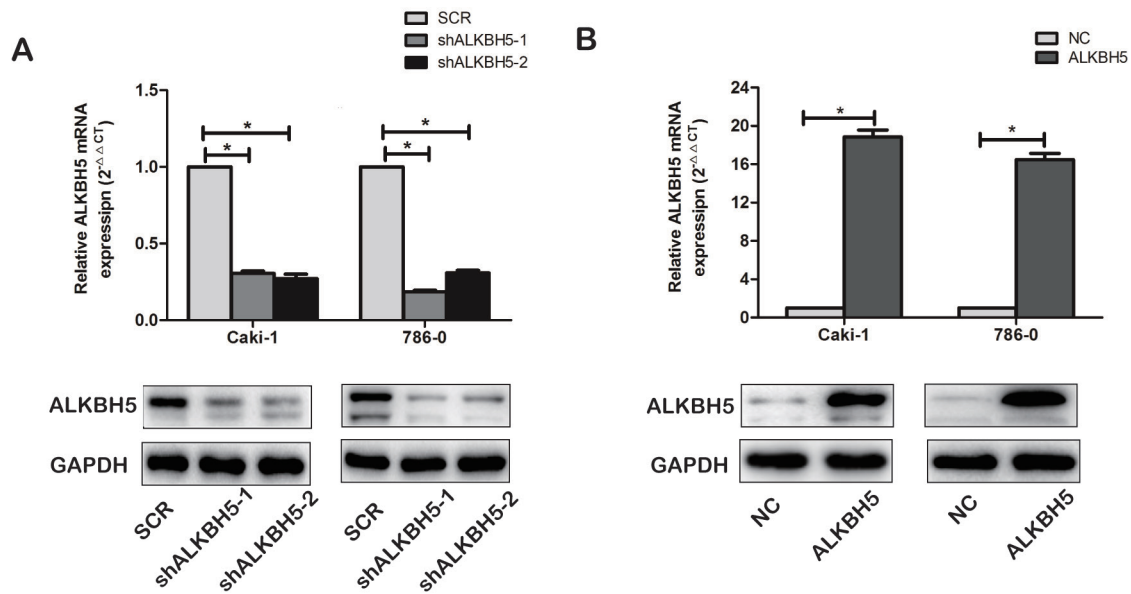 A
SCR
shALKBH5-1
shALKBH5-2
Relative ALKBH5 mRNA
expressipn (2-△△CT)
1.5
1.0
0.5
0.0
*
*
*
*
Caki-1
786-0
ALKBH5
GAPDH
SCR
shALKBH5-1
shALKBH5-2
SCR
shALKBH5-1
shALKBH5-2
B
NC
ALKBH5
Relative ALKBH5 mRNA
expressipn (2-△△CT)
24
20
16
12
8
4
0
*
*
Caki-1
786-0
ALKBH5
GAPDH
NC
ALKBH5
NC
ALKBH5